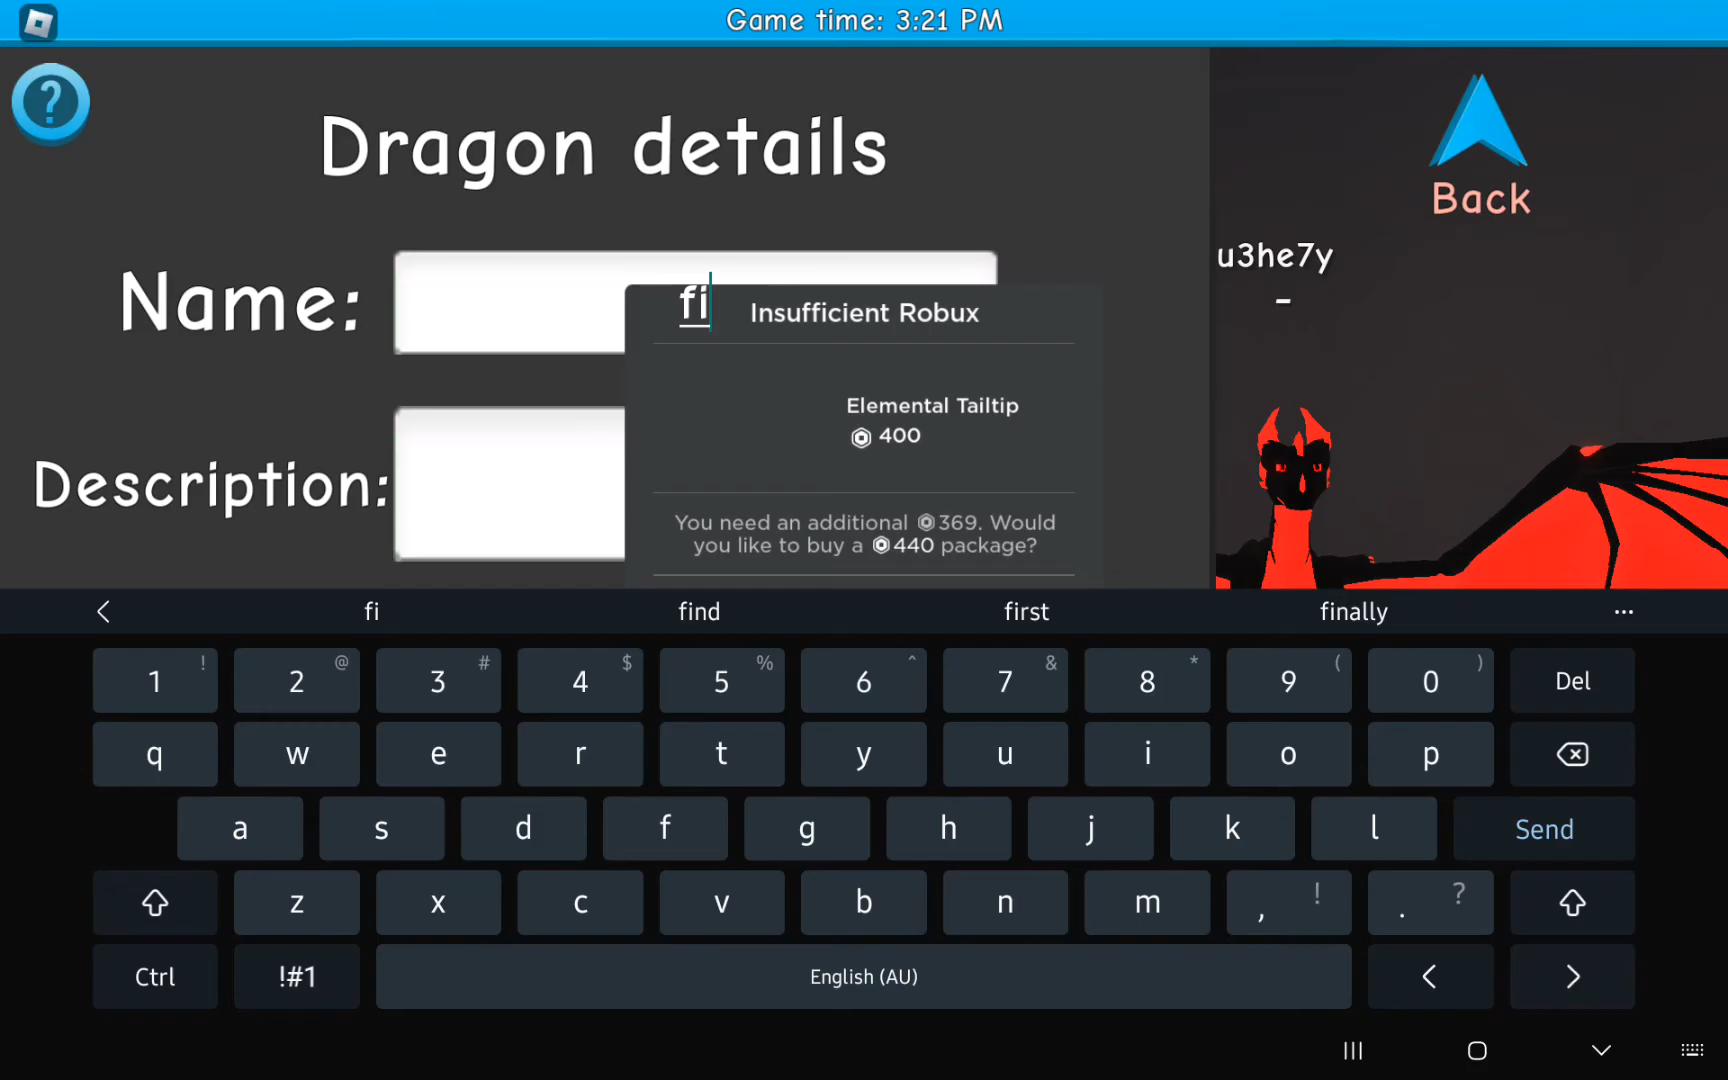 Game time: 3:21 PM
?
Dragon details
Back
u3he7y
-
Name: fi
Insufficient Robux
Elemental Tailtip
400
Description:
You need an additional 369. Would
you like to buy a 440 package?
fi find first finally ...
1 ! 2 @ 3 # 4 $ 5 % 6 ^ 7 & 8 * 9 ( 0 ) Del
q w e r t y u i o p
a s d f g h j k l Send
z x c v b n m , ! . ?
Ctrl !#1 English (AU) < >